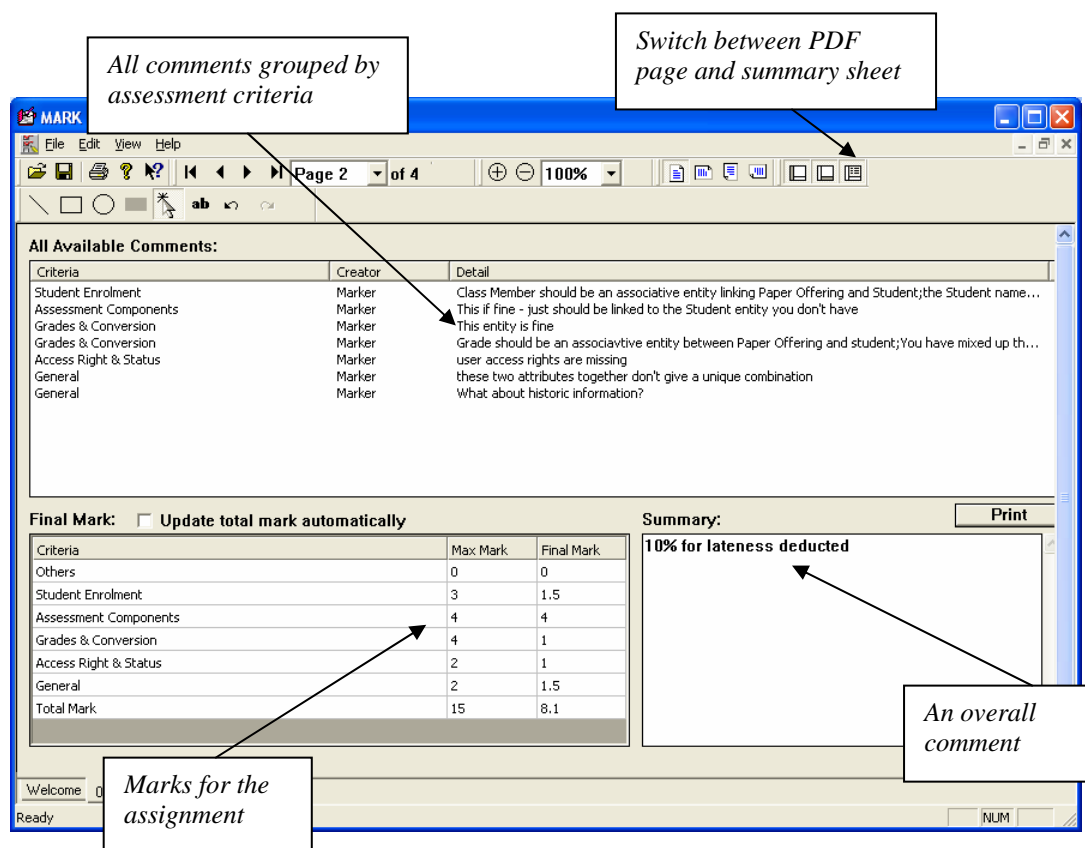 Switch between PDF
page and summary sheet
All comments grouped by
assessment criteria
MARK
File Edit View Help
Page 2 of 4 100%
ab
All Available Comments:
Criteria Creator Detail
Student Enrolment Marker Class Member should be an associative entity linking Paper Offering and Student;the Student name...
Assessment Components Marker This if fine - just should be linked to the Student entity you don't have
Grades & Conversion Marker This entity is fine
Grades & Conversion Marker Grade should be an associavtive entity between Paper Offering and student;You have mixed up th...
Access Right & Status Marker user access rights are missing
General Marker these two attributes together don't give a unique combination
General Marker What about historic information?
Final Mark: Update total mark automatically Summary: Print
Criteria Max Mark Final Mark
Others 0 0
Student Enrolment 3 1.5
Assessment Components 4 4
Grades & Conversion 4 1
Access Right & Status 2 1
General 2 1.5
Total Mark 15 8.1
10% for lateness deducted
An overall
comment
Marks for the
assignment
Welcome 0
Ready NUM